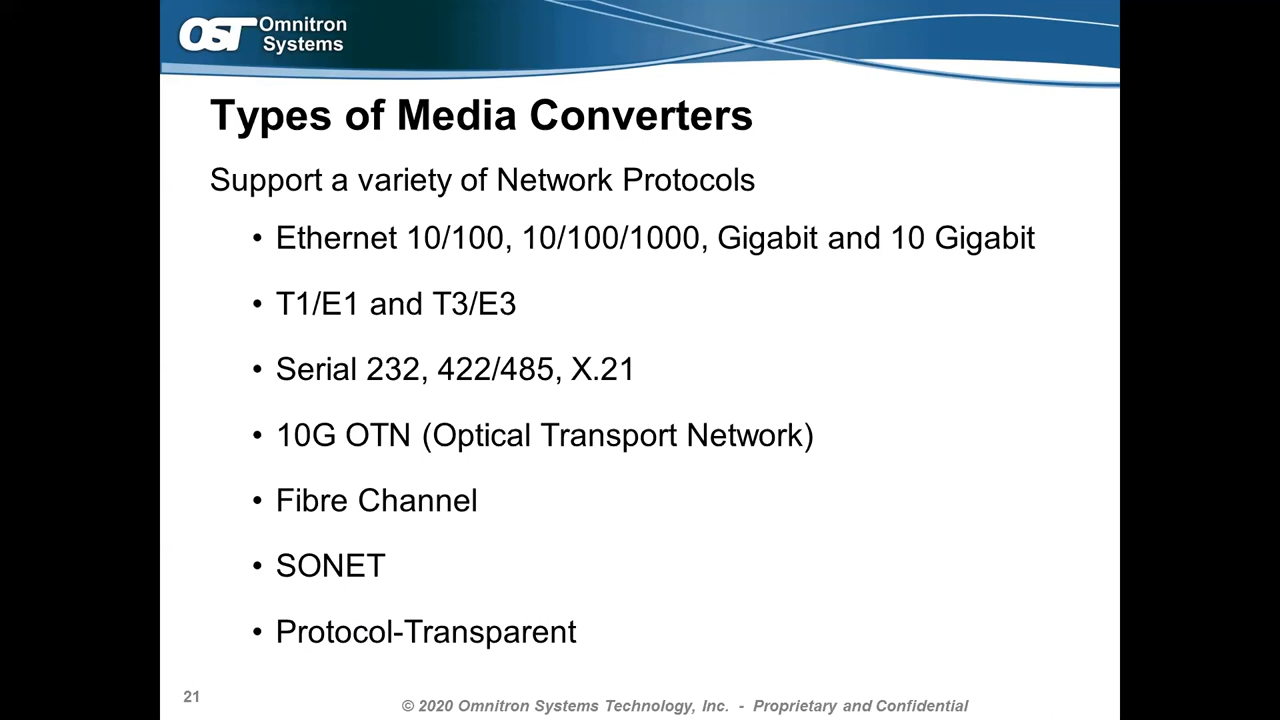 OST Omnitron
Systems
Types of Media Converters
Support a variety of Network Protocols
• Ethernet 10/100, 10/100/1000, Gigabit and 10 Gigabit
• T1/E1 and T3/E3
• Serial 232, 422/485, X.21
• 10G OTN (Optical Transport Network)
• Fibre Channel
• SONET
• Protocol-Transparent
21
© 2020 Omnitron Systems Technology, Inc. - Proprietary and Confidential